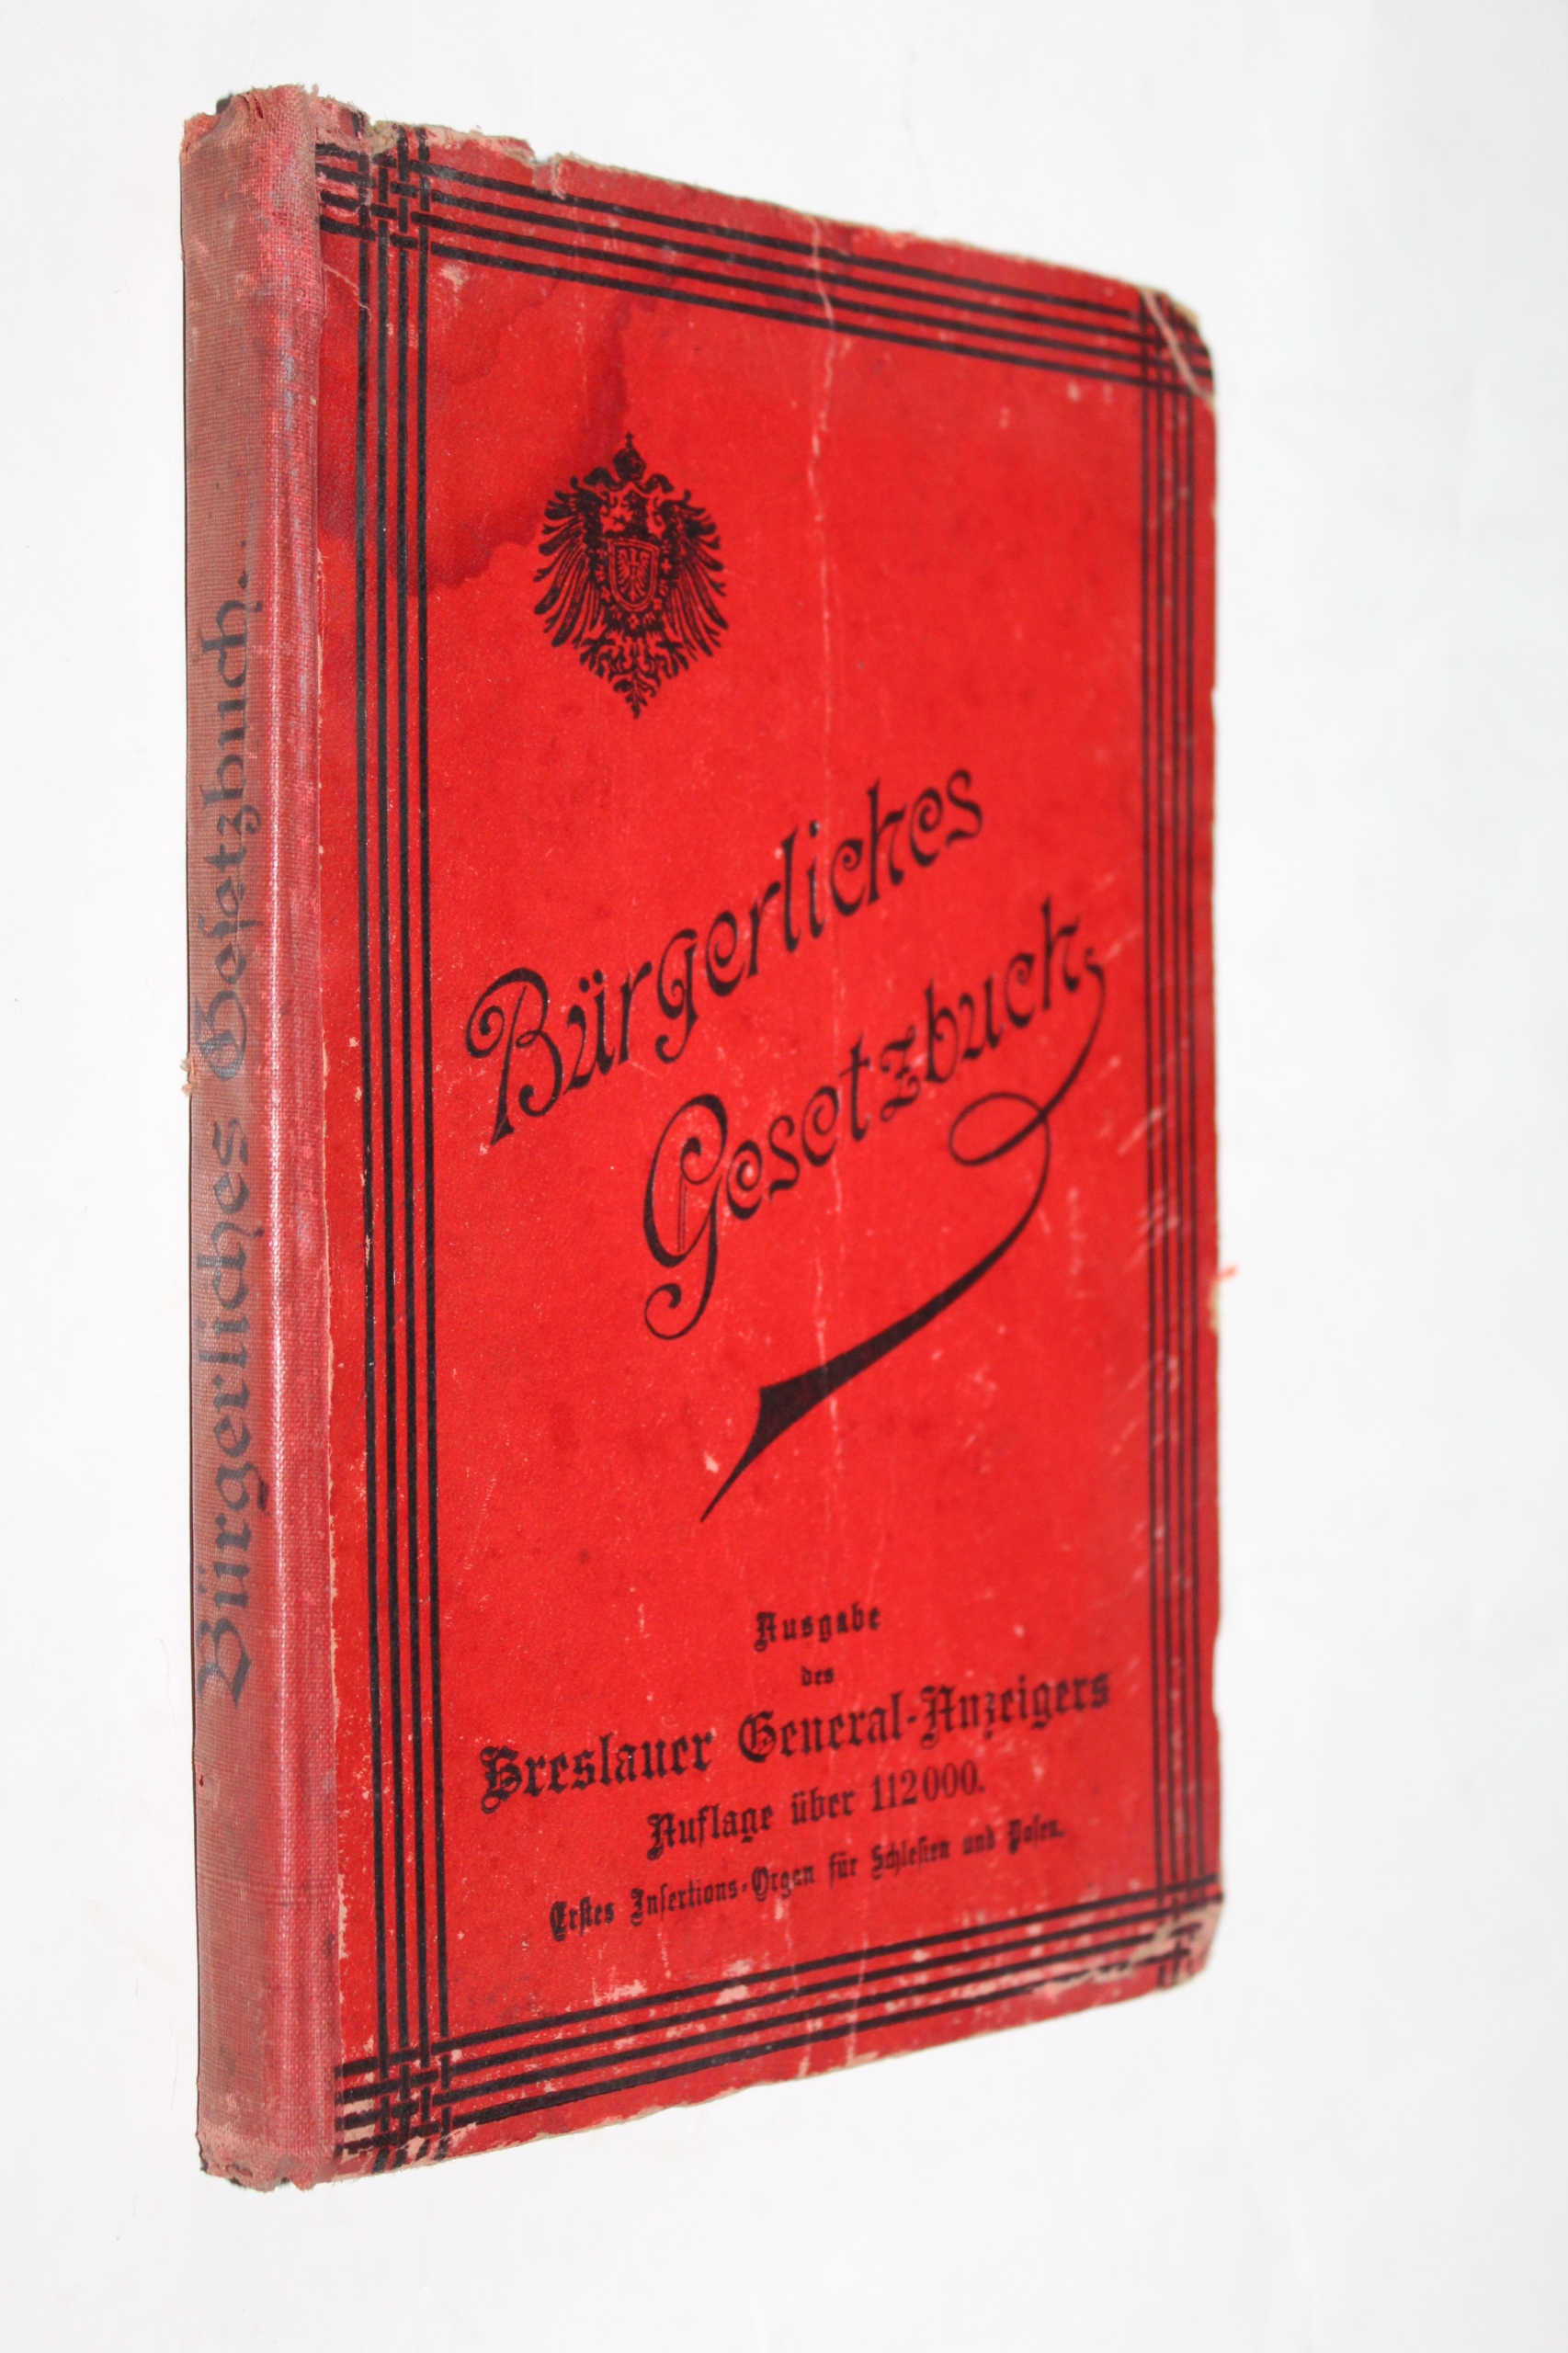 Bürgerliches Gesetzbuch.
Bürgerliches
Gesetzbuch
Ausgabe
des
Breslauer General-Anzeigers
Auflage über 112000.
Erstes Insertions-Organ für Schlesien und Posen.